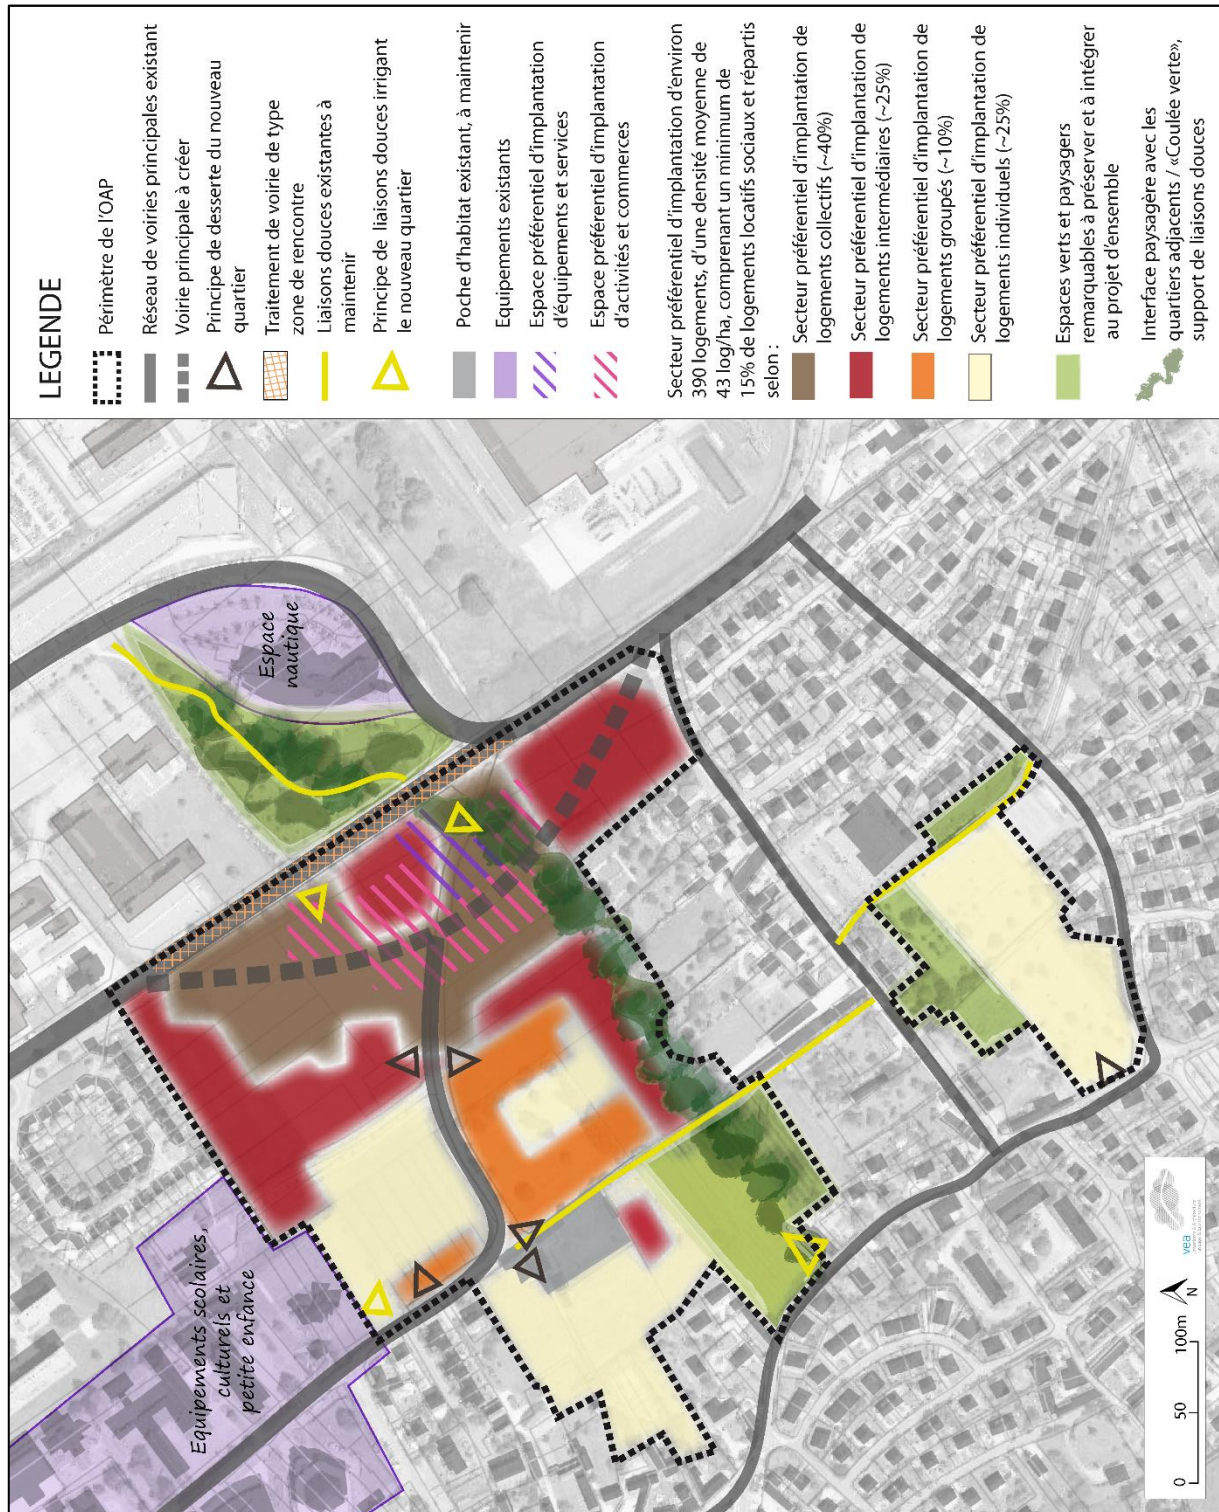 LEGENDE
Périmètre de l'OAP
Réseau de voiries principales existant
Voirie principale à créer
Principe de desserte du nouveau
quartier
Traitement de voirie de type
zone de rencontre
Liaisons douces existantes à
maintenir
Principe de liaisons douces irrigant
le nouveau quartier
Poche d'habitat existant, à maintenir
Equipements existants
Espace préférentiel d'implantation
d'équipements et services
Espace préférentiel d'implantation
d'activités et commerces
Secteur préférentiel d'implantation d'environ
390 logements, d'une densité moyenne de
43 log/ha, comprenant un minimum de
15% de logements locatifs sociaux et répartis
selon :
Secteur préférentiel d'implantation de
logements collectifs (~40%)
Secteur préférentiel d'implantation de
logements intermédiaires (~25%)
Secteur préférentiel d'implantation de
logements groupés (~10%)
Secteur préférentiel d'implantation de
logements individuels (~25%)
Espaces verts et paysagers
remarquables à préserver et à intégrer
au projet d'ensemble
Interface paysagère avec les
quartiers adjacents / «Coulée verte»,
support de liaisons douces
Espace
nautique
Equipements scolaires,
culturels et
petite enfance
0 50 100m
N
vea